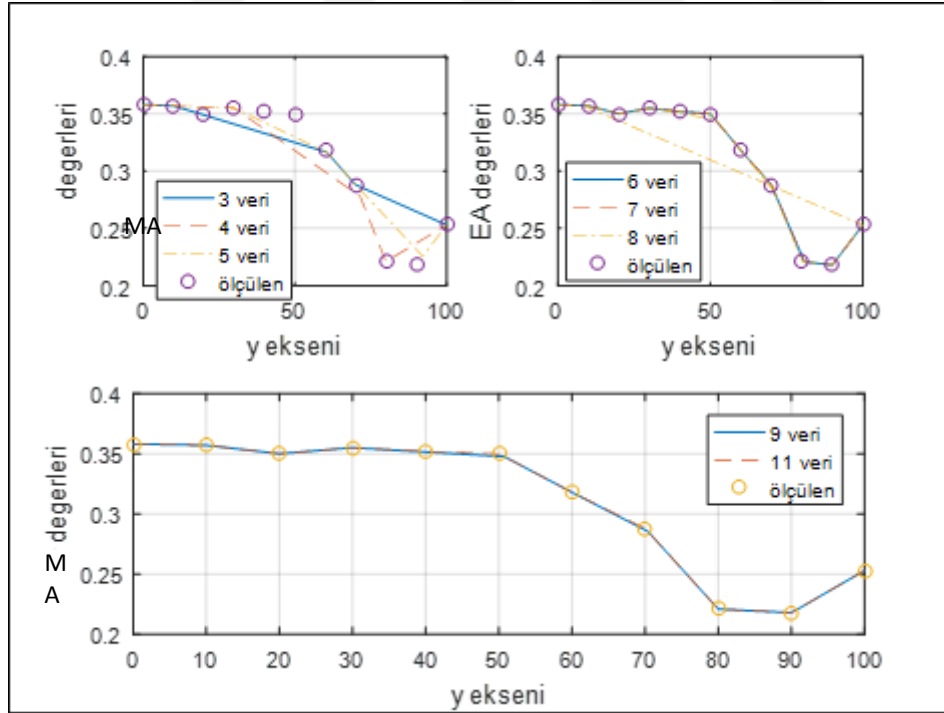 0.4
0.35
0.3
0.25
0.2
0
50
100
değerleri
MA
y ekseni
3 veri
4 veri
5 veri
ölçülen
0.4
0.35
0.3
0.25
0.2
0
50
100
EA değerleri
y ekseni
6 veri
7 veri
8 veri
ölçülen
0.4
0.35
0.3
0.25
0.2
0 10 20 30 40 50 60 70 80 90 100
değerleri
M
A
y ekseni
9 veri
11 veri
ölçülen